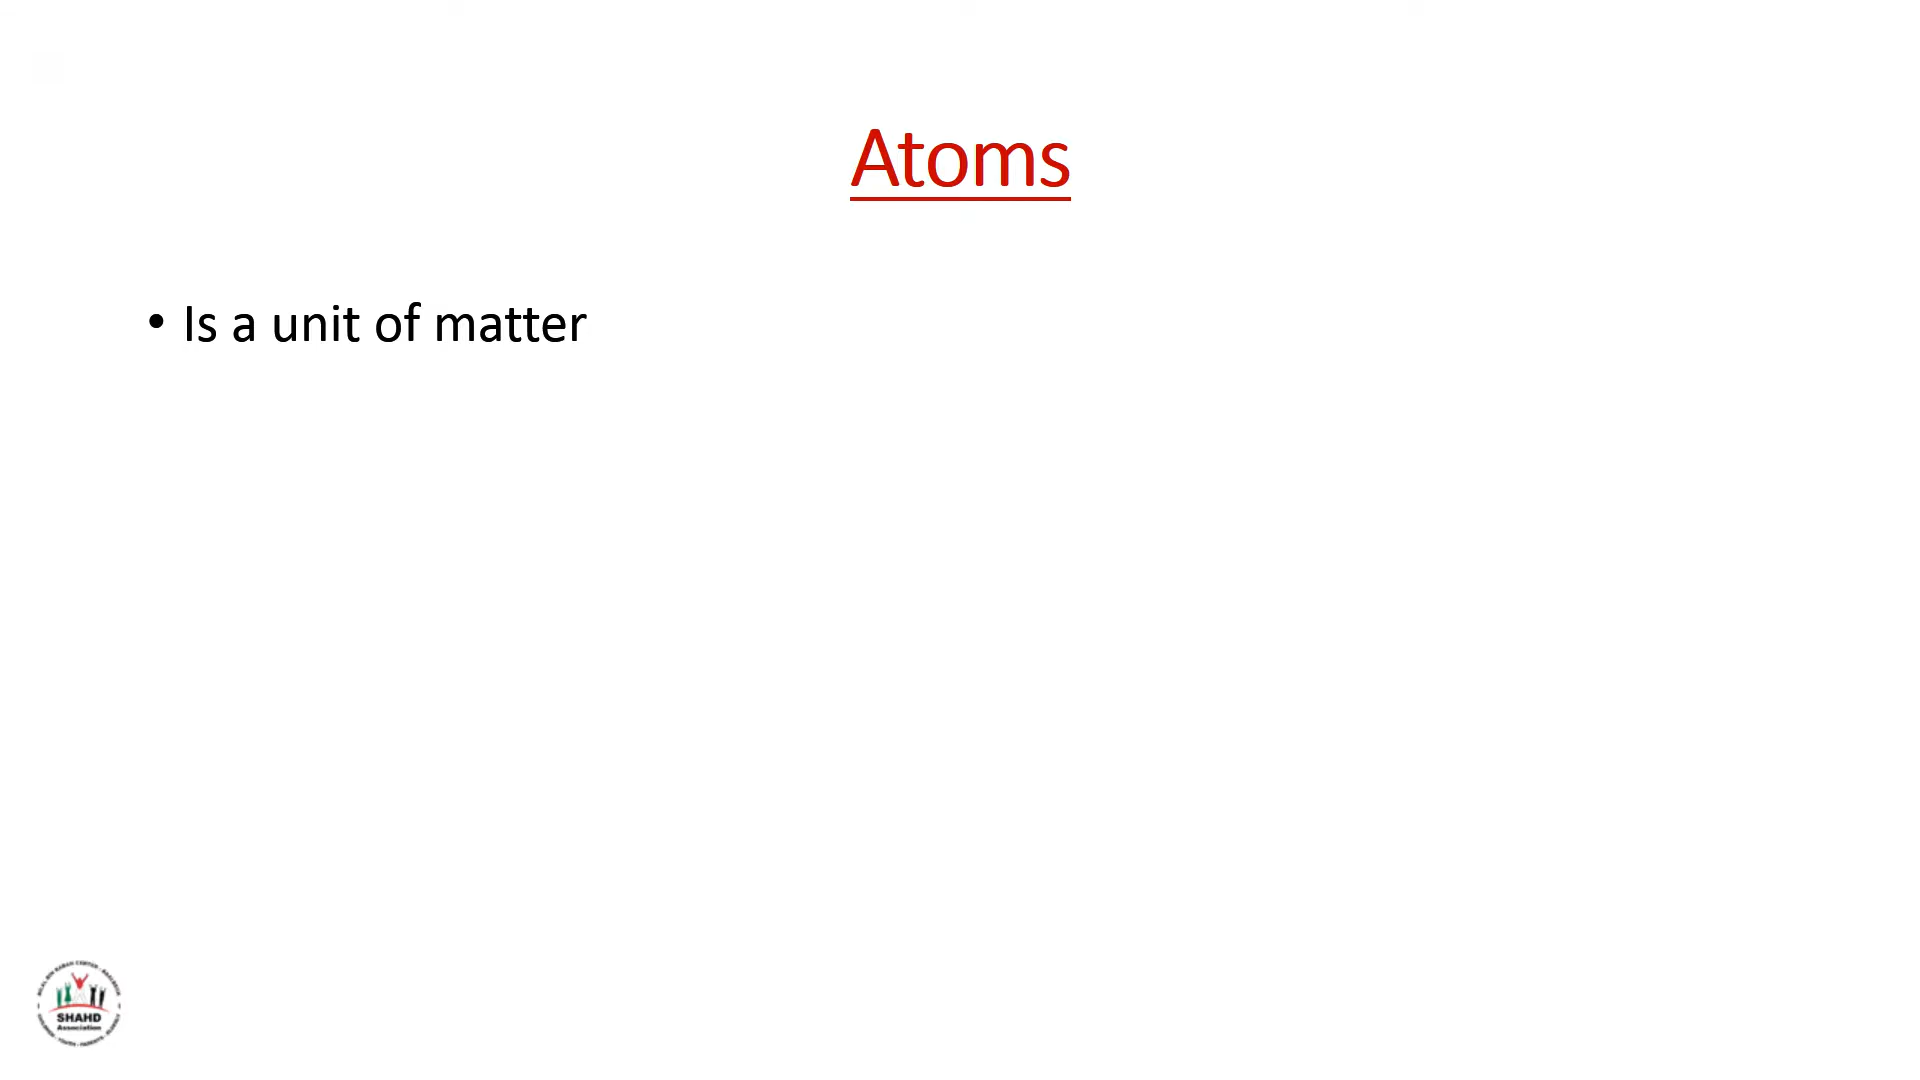 Atoms
• Is a unit of matter
SHAHD
Association